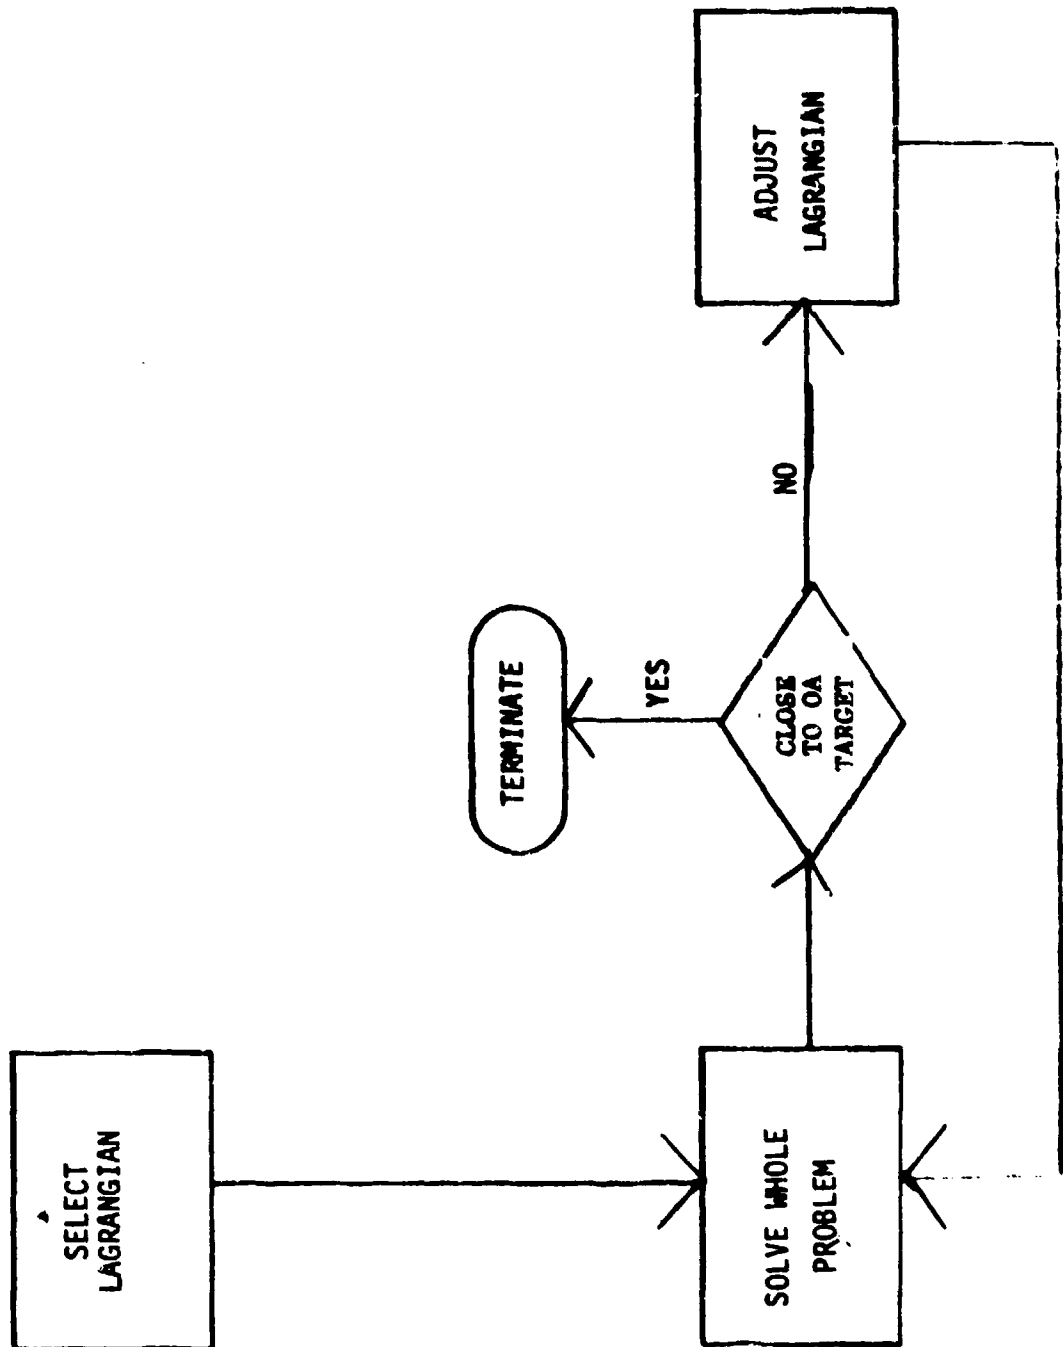 SELECT
LAGRANGIAN
SOLVE WHOLE
PROBLEM
CLOSE
TO OA
TARGET
YES
TERMINATE
NO
ADJUST
LAGRANGIAN